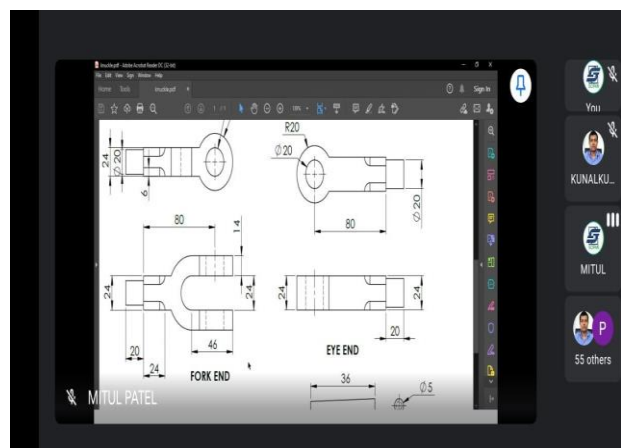 knuckle.pdf - Adobe Acrobat Reader DC (32-bit)
File Edit View Sign Window Help
Home Tools knuckle.pdf × Sign In
R20
∅20
24
∅20
6
80
∅20
80
14
24
24
20
24
46
FORK END
24
24
20
EYE END
36
∅5
MITUL PATEL
You
KUNALKU...
MITUL
P
55 others